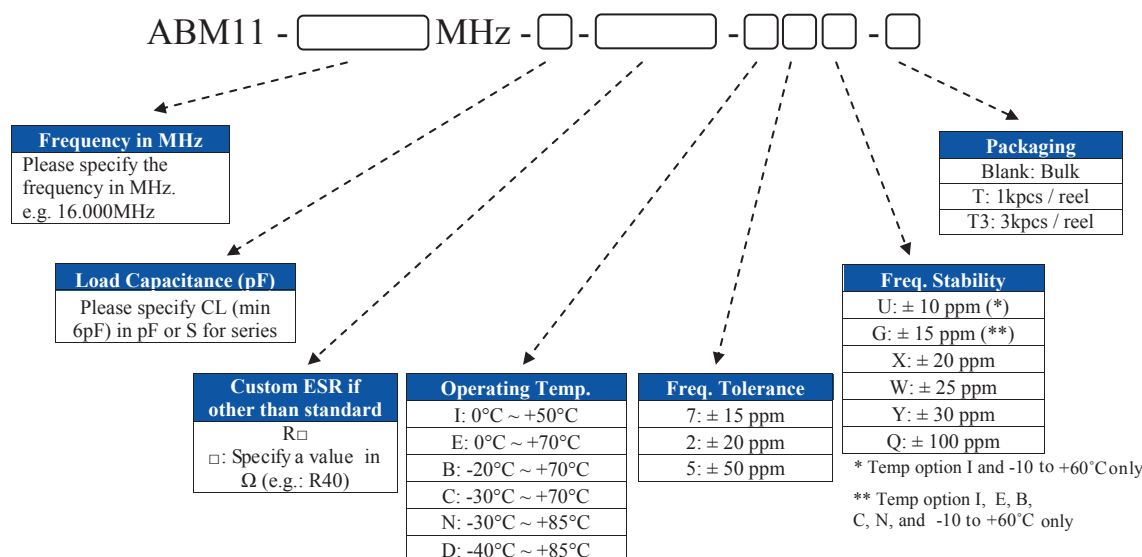 ABM11 - MHz - - -
Frequency in MHz
Please specify the
frequency in MHz.
e.g. 16.000MHz
Packaging
Blank: Bulk
T: 1kpcs / reel
T3: 3kpcs / reel
Load Capacitance (pF)
Please specify CL (min
6pF) in pF or S for series
Freq. Stability
U: ± 10 ppm (*)
G: ± 15 ppm (**)
X: ± 20 ppm
W: ± 25 ppm
Y: ± 30 ppm
Q: ± 100 ppm
* Temp option I and -10 to +60°C only
** Temp option I, E, B,
C, N, and -10 to +60°C only
Custom ESR if
other than standard
R□
□: Specify a value in
Ω (e.g.: R40)
Operating Temp.
I: 0°C ~ +50°C
E: 0°C ~ +70°C
B: -20°C ~ +70°C
C: -30°C ~ +70°C
N: -30°C ~ +85°C
D: -40°C ~ +85°C
Freq. Tolerance
7: ± 15 ppm
2: ± 20 ppm
5: ± 50 ppm